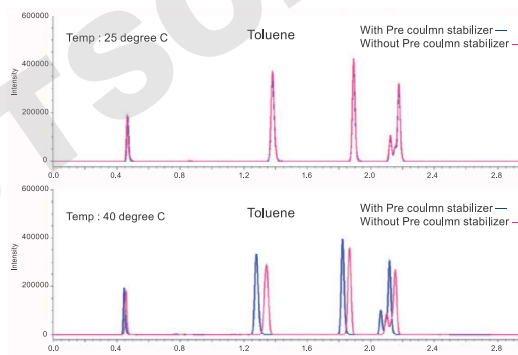 600000
Temp : 25 degree C
Toluene
With Pre coulmn stabilizer
Without Pre coulmn stabilizer
400000
Intensity
200000
0
0.0 0.4 0.8 1.2 1.6 2.0 2.4 2.8
600000
Temp : 40 degree C
Toluene
With Pre coulmn stabilizer
Without Pre coulmn stabilizer
400000
Intensity
200000
0
0.0 0.4 0.8 1.2 1.6 2.0 2.4 2.8